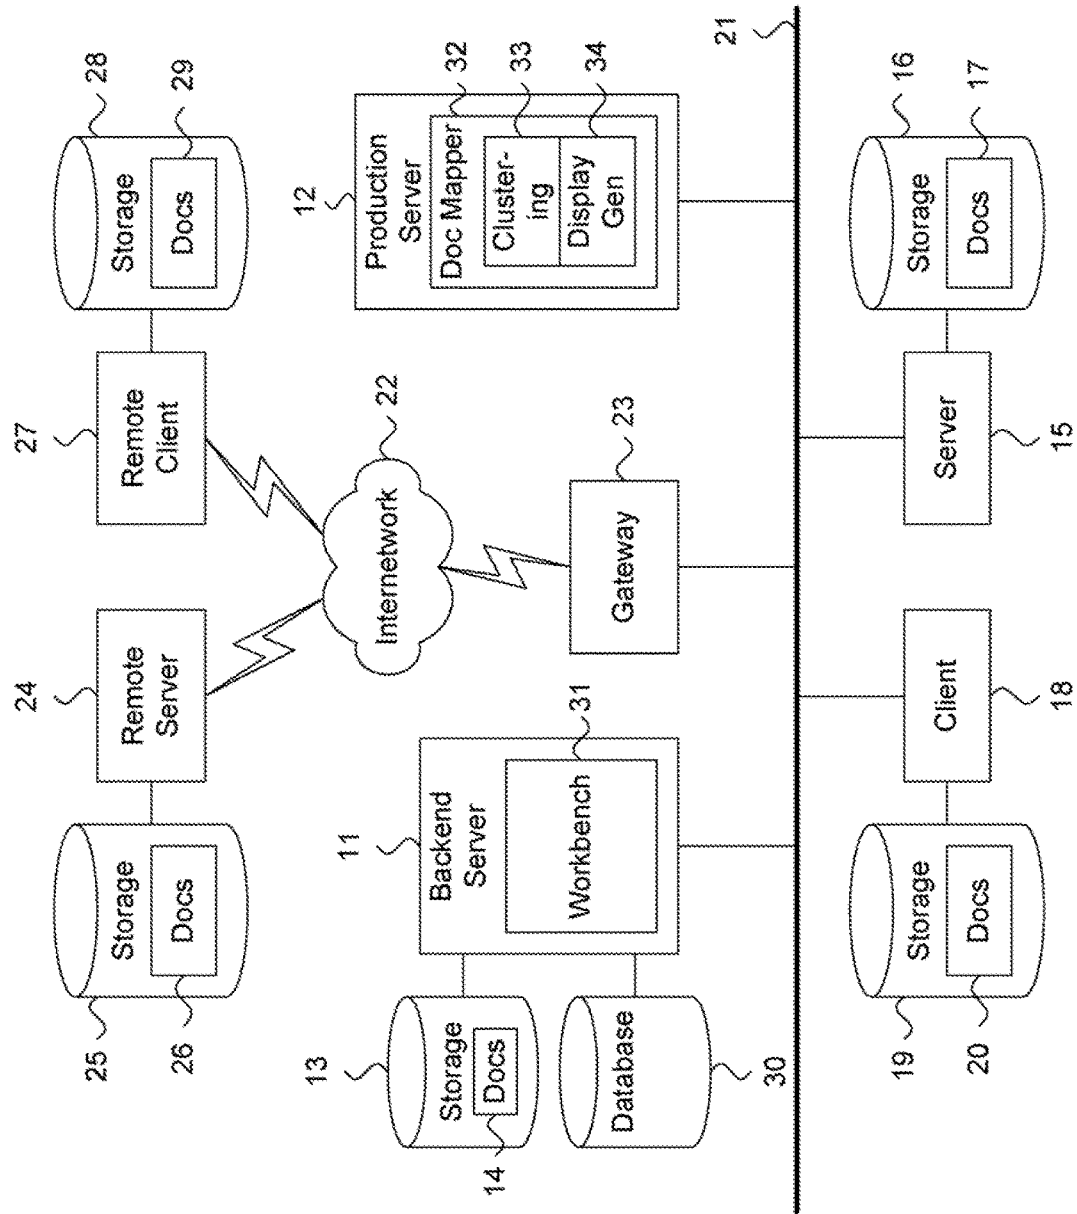 24
27
25
Storage
Remote
Server
Remote
Client
Storage
28
26
Docs
Docs
29
13
11
Internetwork
22
12
Production
Server
Storage
Docs
14
Backend
Server
Doc Mapper
32
Cluster-
ing
33
Workbench
31
Gateway
23
Display
Gen
34
Database
30
21
19
Storage
Client
Server
Storage
16
20
Docs
Docs
17
18
15